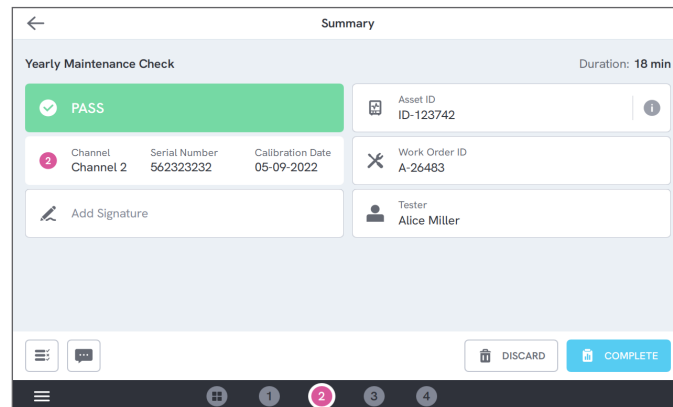 Summary
Yearly Maintenance Check
Duration: 18 min
PASS
Asset ID
ID-123742
i
2
Channel Serial Number Calibration Date
Channel 2 562323232 05-09-2022
Work Order ID
A-26483
Add Signature
Tester
Alice Miller
DISCARD
COMPLETE
1 2 3 4